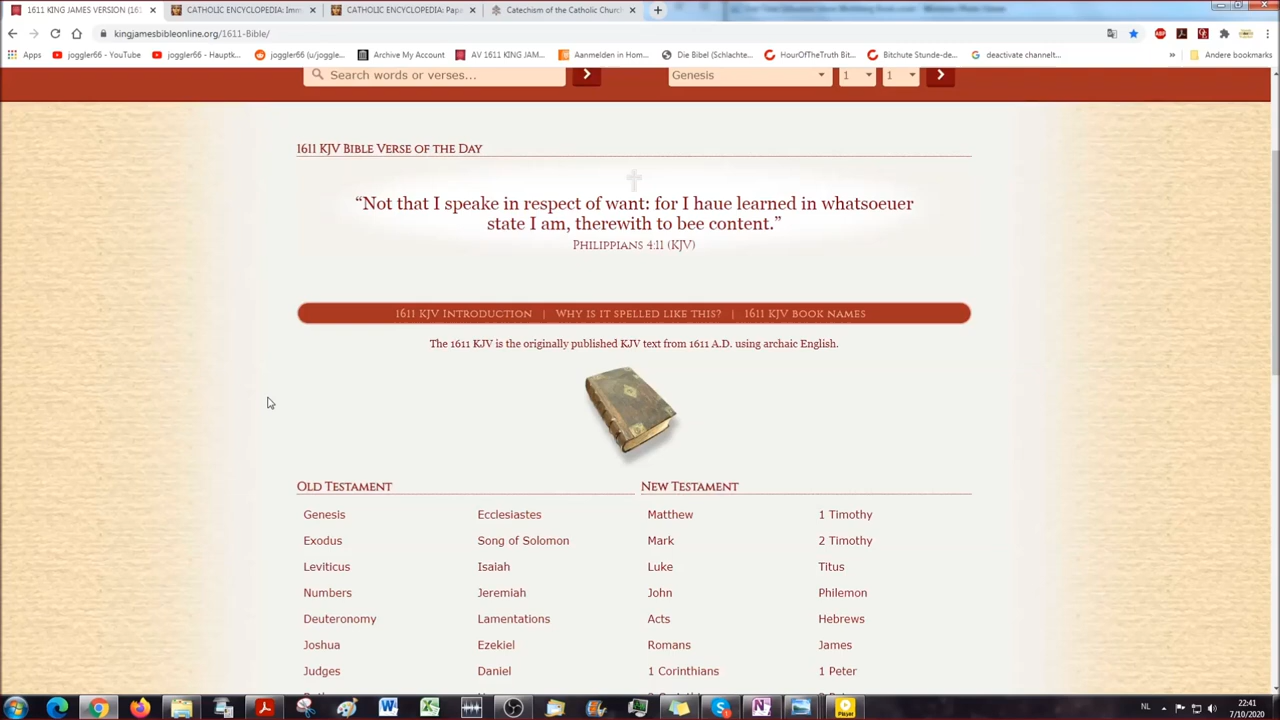 1611 KING JAMES VERSION (161
CATHOLIC ENCYCLOPEDIA: Imm
CATHOLIC ENCYCLOPEDIA: Papa
Catechism of the Catholic Church
kingjamesbibleonline.org/1611-Bible/
Apps
joggler66 - YouTube
joggler66 - Hauptk...
joggler66 (u/joggle...
Archive My Account
AV 1611 KING JAM...
Aanmelden in Hom...
Die Bibel (Schlachte...
HourOfTheTruth Bit...
Bitchute Stunde-de...
deactivate channelt...
»
Andere bookmarks
Search words or verses...
Genesis
1
1
1611 KJV Bible Verse of the Day
“Not that I speake in respect of want: for I haue learned in whatsoeuer
state I am, therewith to bee content.”
Philippians 4:11 (KJV)
1611 KJV Introduction | Why is it spelled like this? | 1611 KJV Book Names
The 1611 KJV is the originally published KJV text from 1611 A.D. using archaic English.
Old Testament
New Testament
Genesis Ecclesiastes Matthew 1 Timothy
Exodus Song of Solomon Mark 2 Timothy
Leviticus Isaiah Luke Titus
Numbers Jeremiah John Philemon
Deuteronomy Lamentations Acts Hebrews
Joshua Ezekiel Romans James
Judges Daniel 1 Corinthians 1 Peter
NL
22:41
7/10/2020